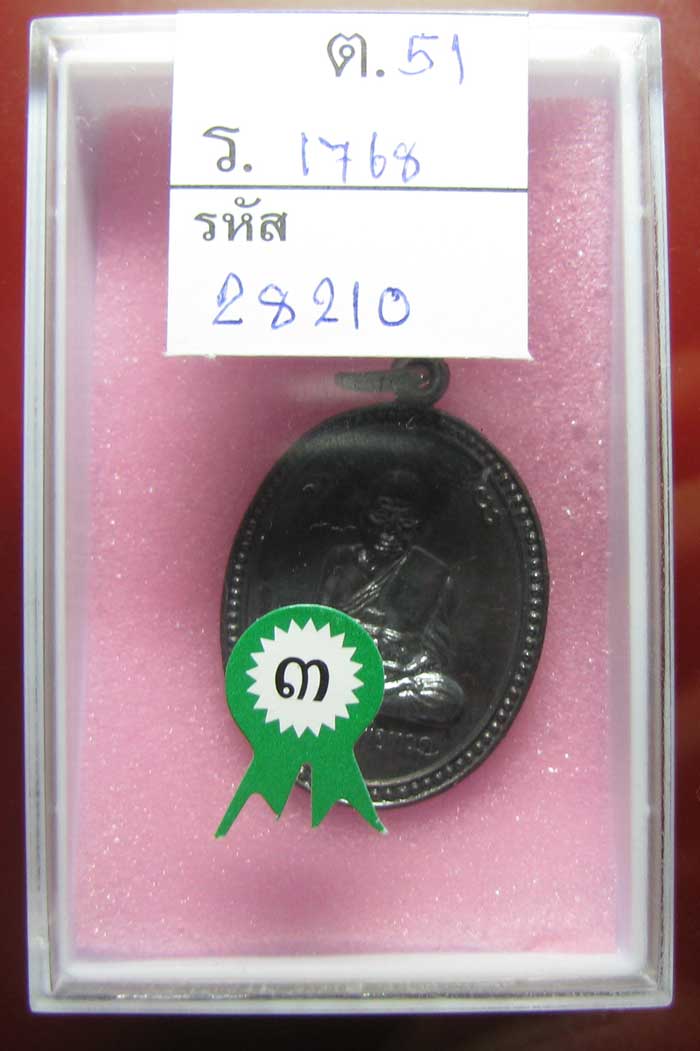 ต. 51
ร. 1768
รหัส
28210
๓